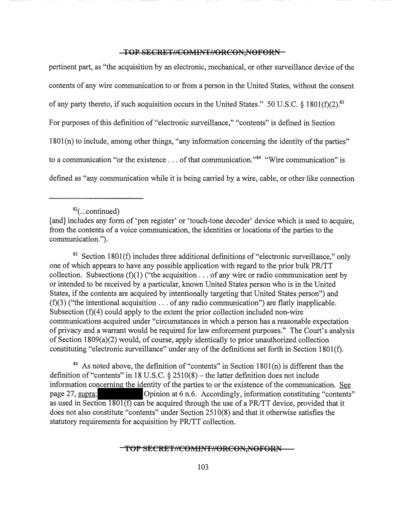 TOP SECRET//COMINT//ORCON,NOFORN
pertinent part, as "the acquisition by an electronic, mechanical, or other surveillance device of the
contents of any wire communication to or from a person in the United States, without the consent
of any party thereto, if such acquisition occurs in the United States." 50 U.S.C. § 1801(f)(2).83
For purposes of this definition of "electronic surveillance," "contents" is defined in Section
1801(n) to include, among other things, "any information concerning the identity of the parties"
to a communication "or the existence . . . of that communication."84 "Wire communication" is
defined as "any communication while it is being carried by a wire, cable, or other like connection
82(...continued)
[and] includes any form of 'pen register' or 'touch-tone decoder' device which is used to acquire,
from the contents of a voice communication, the identities or locations of the parties to the
communication.").
83 Section 1801(f) includes three additional definitions of "electronic surveillance," only
one of which appears to have any possible application with regard to the prior bulk PR/TT
collection. Subsections (f)(1) ("the acquisition . . . of any wire or radio communication sent by
or intended to be received by a particular, known United States person who is in the United
States, if the contents are acquired by intentionally targeting that United States person") and
(f)(3) ("the intentional acquisition . . . of any radio communication") are flatly inapplicable.
Subsection (f)(4) could apply to the extent the prior collection included non-wire
communications acquired under "circumstances in which a person has a reasonable expectation
of privacy and a warrant would be required for law enforcement purposes." The Court's analysis
of Section 1809(a)(2) would, of course, apply identically to prior unauthorized collection
constituting "electronic surveillance" under any of the definitions set forth in Section 1801(f).
84 As noted above, the definition of "contents" in Section 1801(n) is different than the
definition of "contents" in 18 U.S.C. § 2510(8) – the latter definition does not include
information concerning the identity of the parties to or the existence of the communication. See
page 27, supra; Opinion at 6 n.6. Accordingly, information constituting "contents"
as used in Section 1801(f) can be acquired through the use of a PR/TT device, provided that it
does not also constitute "contents" under Section 2510(8) and that it otherwise satisfies the
statutory requirements for acquisition by PR/TT collection.
TOP SECRET//COMINT//ORCON,NOFORN
103